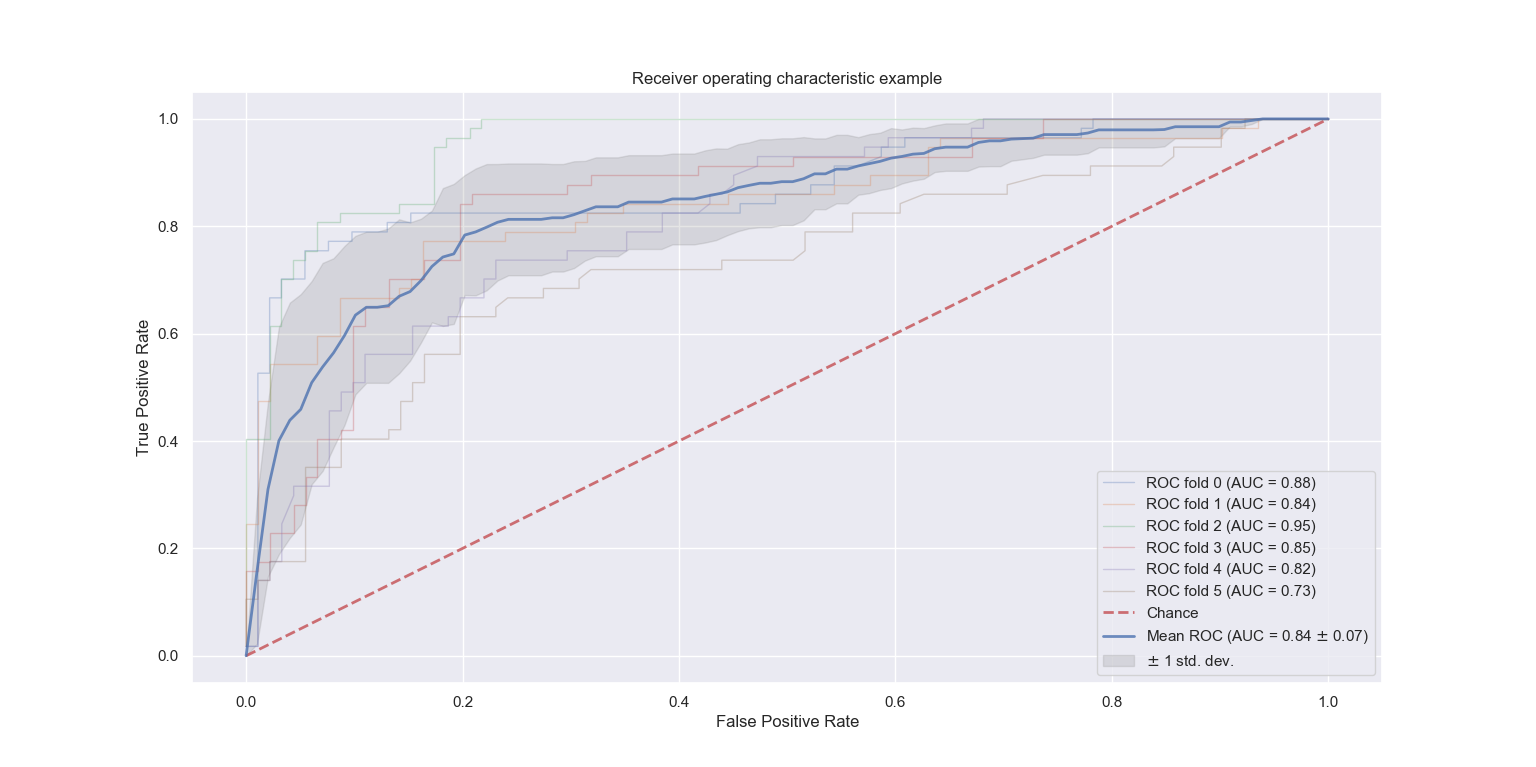 Receiver operating characteristic example
1.0
0.8
0.6
0.4
0.2
0.0
True Positive Rate
0.0 0.2 0.4 0.6 0.8 1.0
False Positive Rate
ROC fold 0 (AUC = 0.88)
ROC fold 1 (AUC = 0.84)
ROC fold 2 (AUC = 0.95)
ROC fold 3 (AUC = 0.85)
ROC fold 4 (AUC = 0.82)
ROC fold 5 (AUC = 0.73)
Chance
Mean ROC (AUC = 0.84 ± 0.07)
± 1 std. dev.